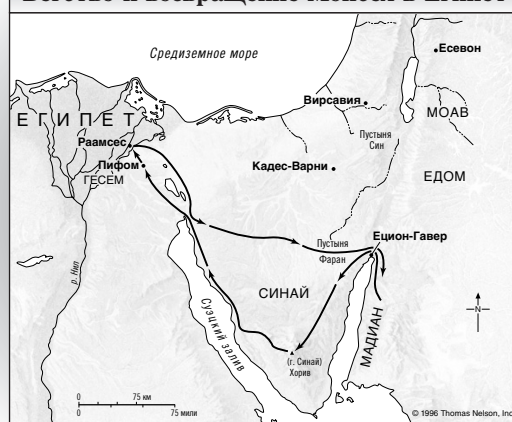 Бегство и возвращение Моисея в Египет
Средиземное море
Есевон
Вирсавия
МОАВ
ЕГИПЕТ
Раамсес
Пустыня
Син
Пифом
Кадес-Варни
ГЕСЕМ
ЕДОМ
Ецион-Гавер
Пустыня
Фаран
р. Нил
СИНАЙ
N
Суэцкий залив
МАДИАН
(г. Синай)
Хорив
0 75 км
0 75 мили
© 1996 Thomas Nelson, Inc